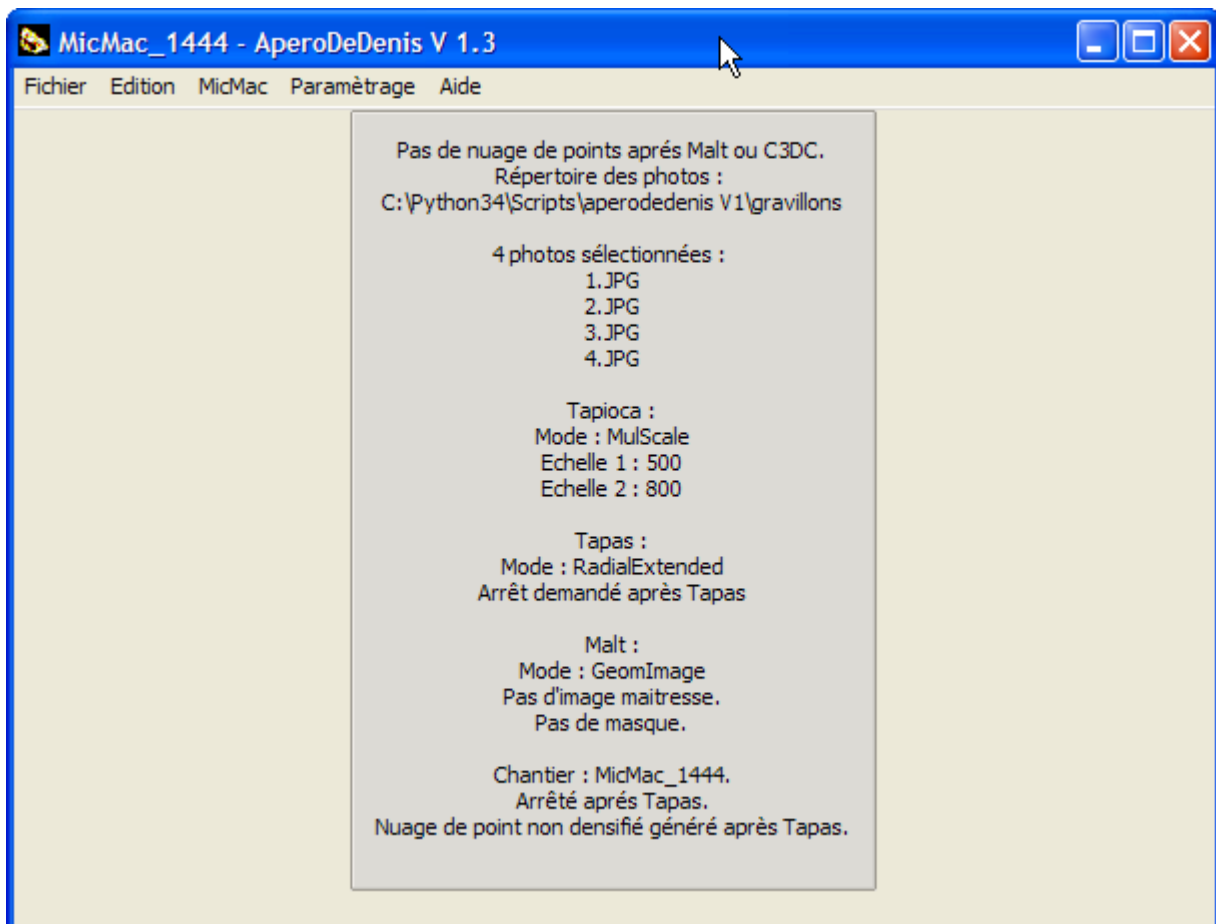 MicMac_1444 - AperoDeDenis V 1.3
Fichier Edition MicMac Paramètrage Aide
Pas de nuage de points aprés Malt ou C3DC.
Répertoire des photos :
C:\Python34\Scripts\aperodedenis V1\gravillons
4 photos sélectionnées :
1.JPG
2.JPG
3.JPG
4.JPG
Tapioca :
Mode : MulScale
Echelle 1 : 500
Echelle 2 : 800
Tapas :
Mode : RadialExtended
Arrêt demandé après Tapas
Malt :
Mode : GeomImage
Pas d'image maitresse.
Pas de masque.
Chantier : MicMac_1444.
Arrêté aprés Tapas.
Nuage de point non densifié généré après Tapas.